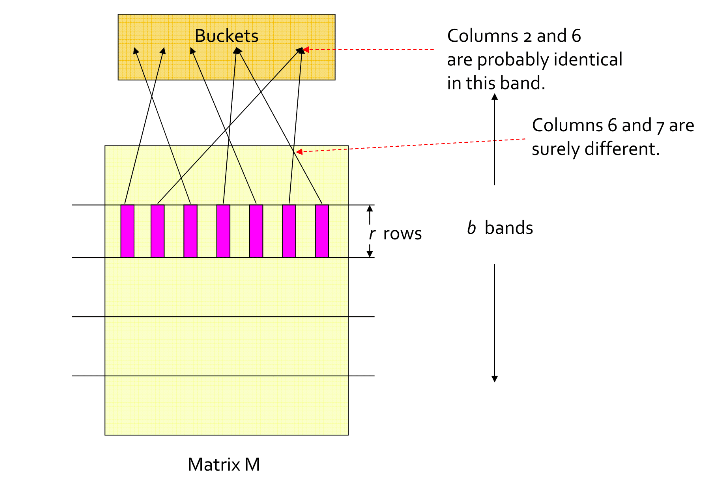 Buckets
Columns 2 and 6
are probably identical
in this band.
Columns 6 and 7 are
surely different.
r rows
b bands
Matrix M